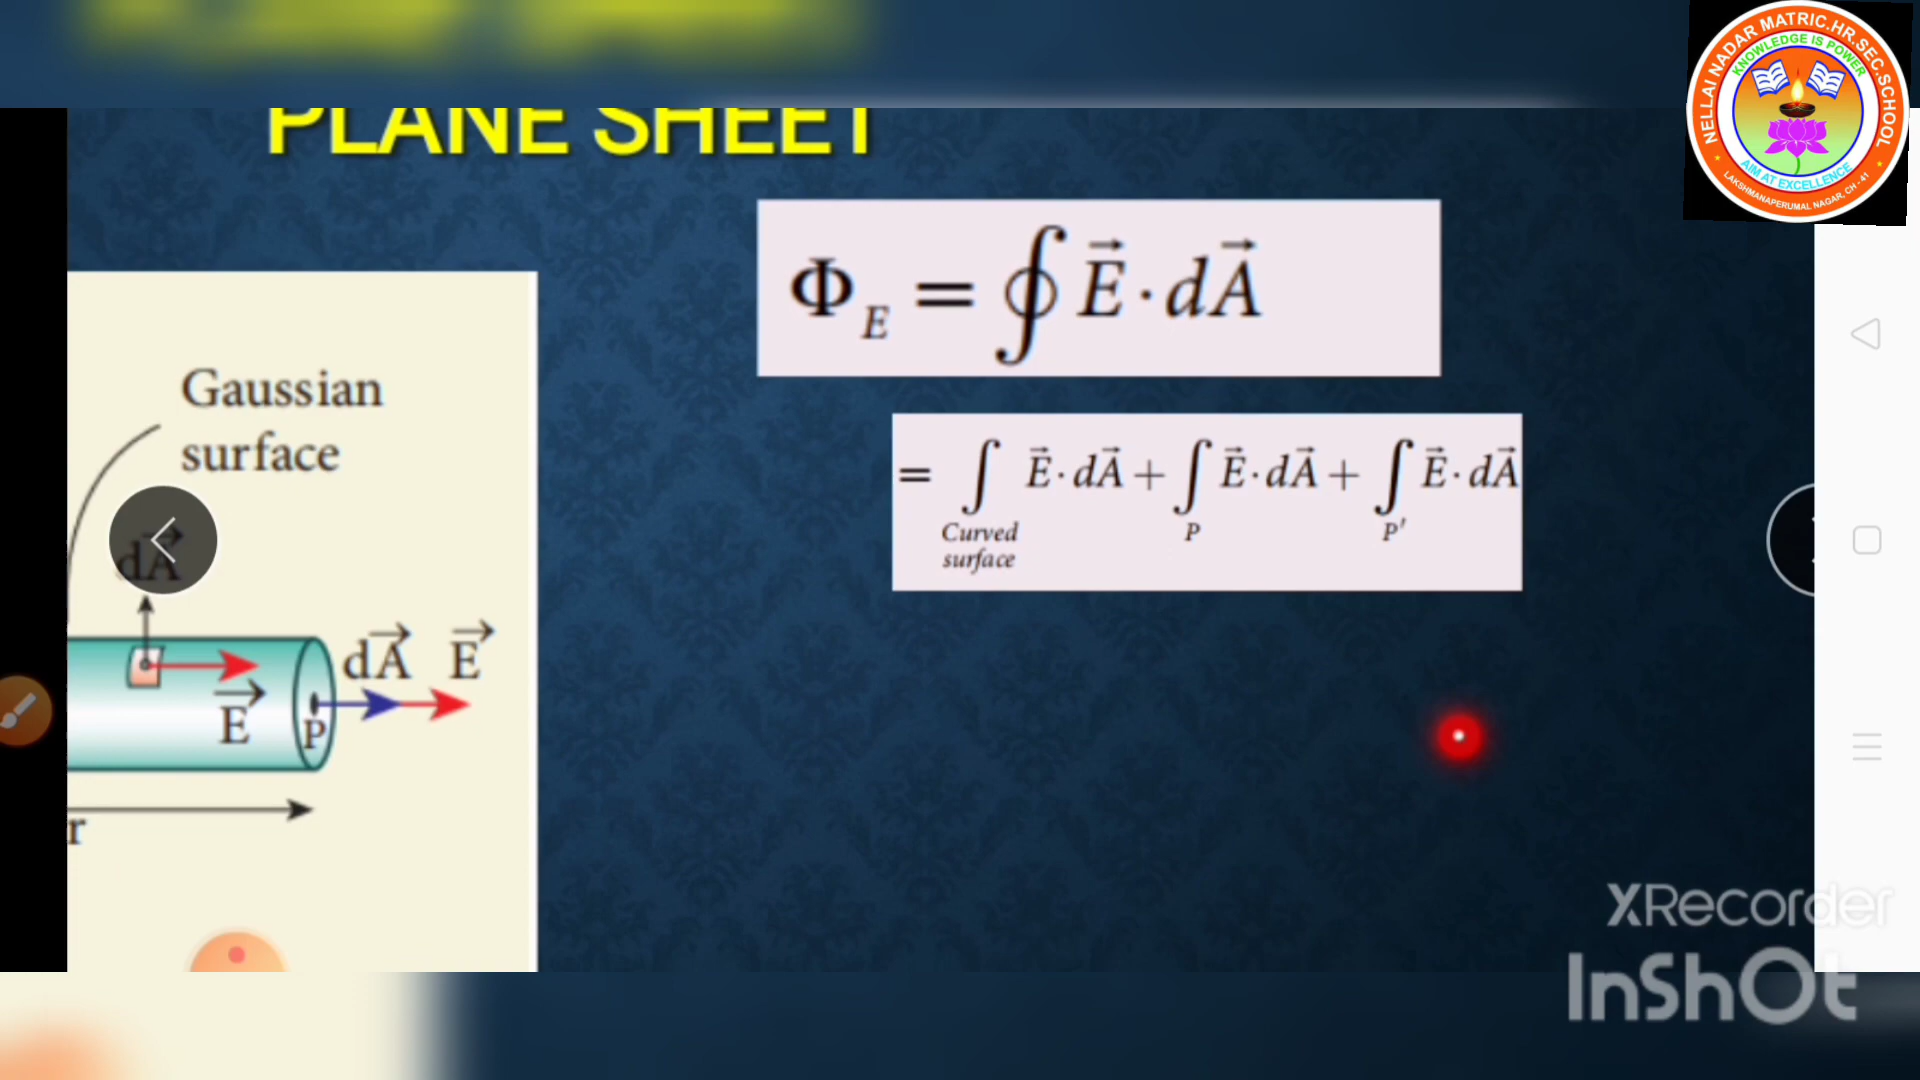 PLANE SHEET
NELLAI NADAR MATRIC.HR.SEC.SCHOOL
KNOWLEDGE IS POWER
AIM AT EXCELLENCE
LAKSHMANAPERUMAL NAGAR, CH - 41
Φ_E = ∮ E⃗ · dA⃗
= ∫ E⃗ · dA⃗ + ∫ E⃗ · dA⃗ + ∫ E⃗ · dA⃗
Curved P P′
surface
Gaussian
surface
dA⃗
dA⃗ E⃗
E⃗ P
r
XRecorder
InShOt